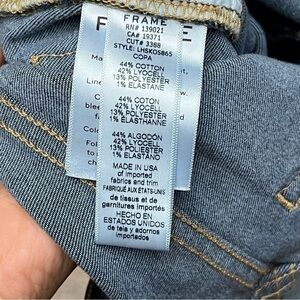 FRAME
RN# 139021
CA# 19371
CUT# 3388
STYLE: LHSK0586S
COPA
44% COTTON
42% LYOCELL
13% POLYESTER
1% ELASTANE
44% COTON
42% LYOCELL
13% POLYESTER
1% ELASTHANNE
44% ALGODÓN
42% LYOCELL
13% POLIESTER
1% ELASTANO
MADE IN USA
of imported
fabrics and trim
FABRIQUÉ AUX ÉTATS-UNIS
de tissus et de
garnitures importés
HECHO EN
ESTADOS UNIDOS
de tela y adornos
importados